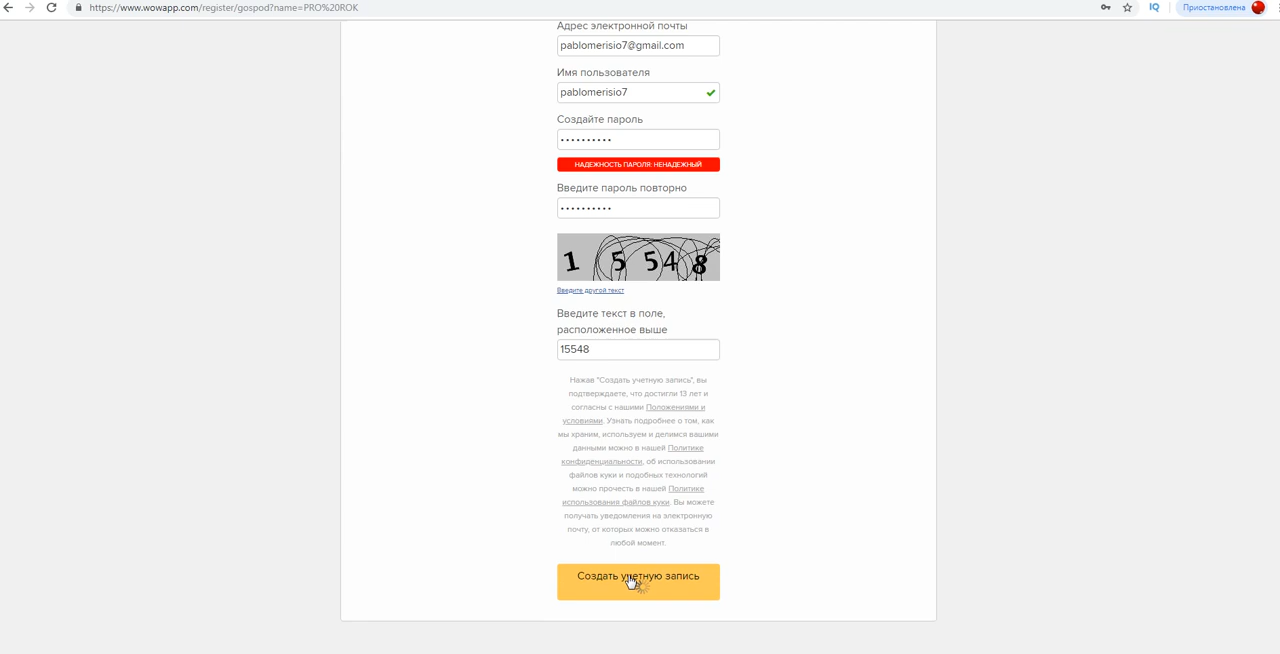 https://www.wowapp.com/register/gospod?name=PRO%20ROK
IQ
Приостановлена
Адрес электронной почты
pablomerisio7@gmail.com
Имя пользователя
pablomerisio7
Создайте пароль
••••••••••
НАДЕЖНОСТЬ ПАРОЛЯ: НЕНАДЕЖНЫЙ
Введите пароль повторно
••••••••••
1 5 5 4 8
Введите другой текст
Введите текст в поле,
расположенное выше
15548
Нажав "Создать учетную запись", вы
подтверждаете, что достигли 13 лет и
согласны с нашими Положениями и
условиями. Узнать подробнее о том, как
мы храним, используем и делимся вашими
данными можно в нашей Политике
конфиденциальности, об использовании
файлов куки и подобных технологий
можно прочесть в нашей Политике
использования файлов куки. Вы можете
получать уведомления на электронную
почту, от которых можно отказаться в
любой момент.
Создать учетную запись